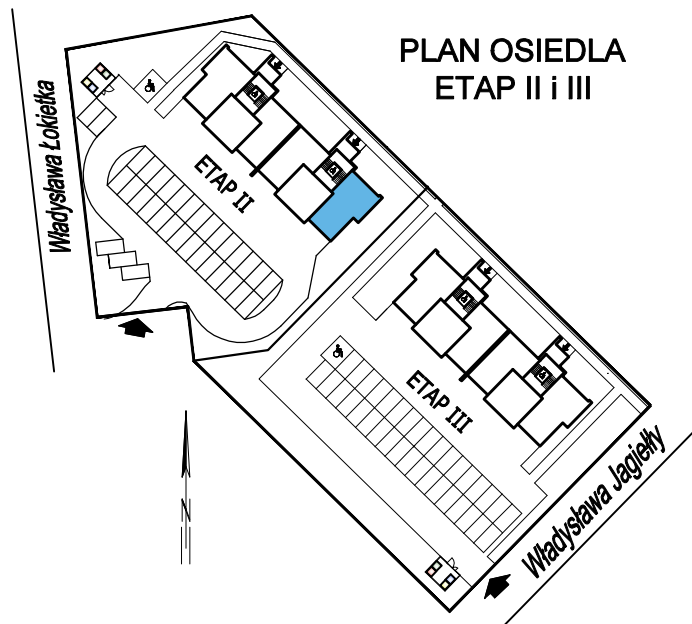 PLAN OSIEDLA
ETAP II i III
Władysława Łokietka
ETAP II
ETAP III
Władysława Jagiełły
N